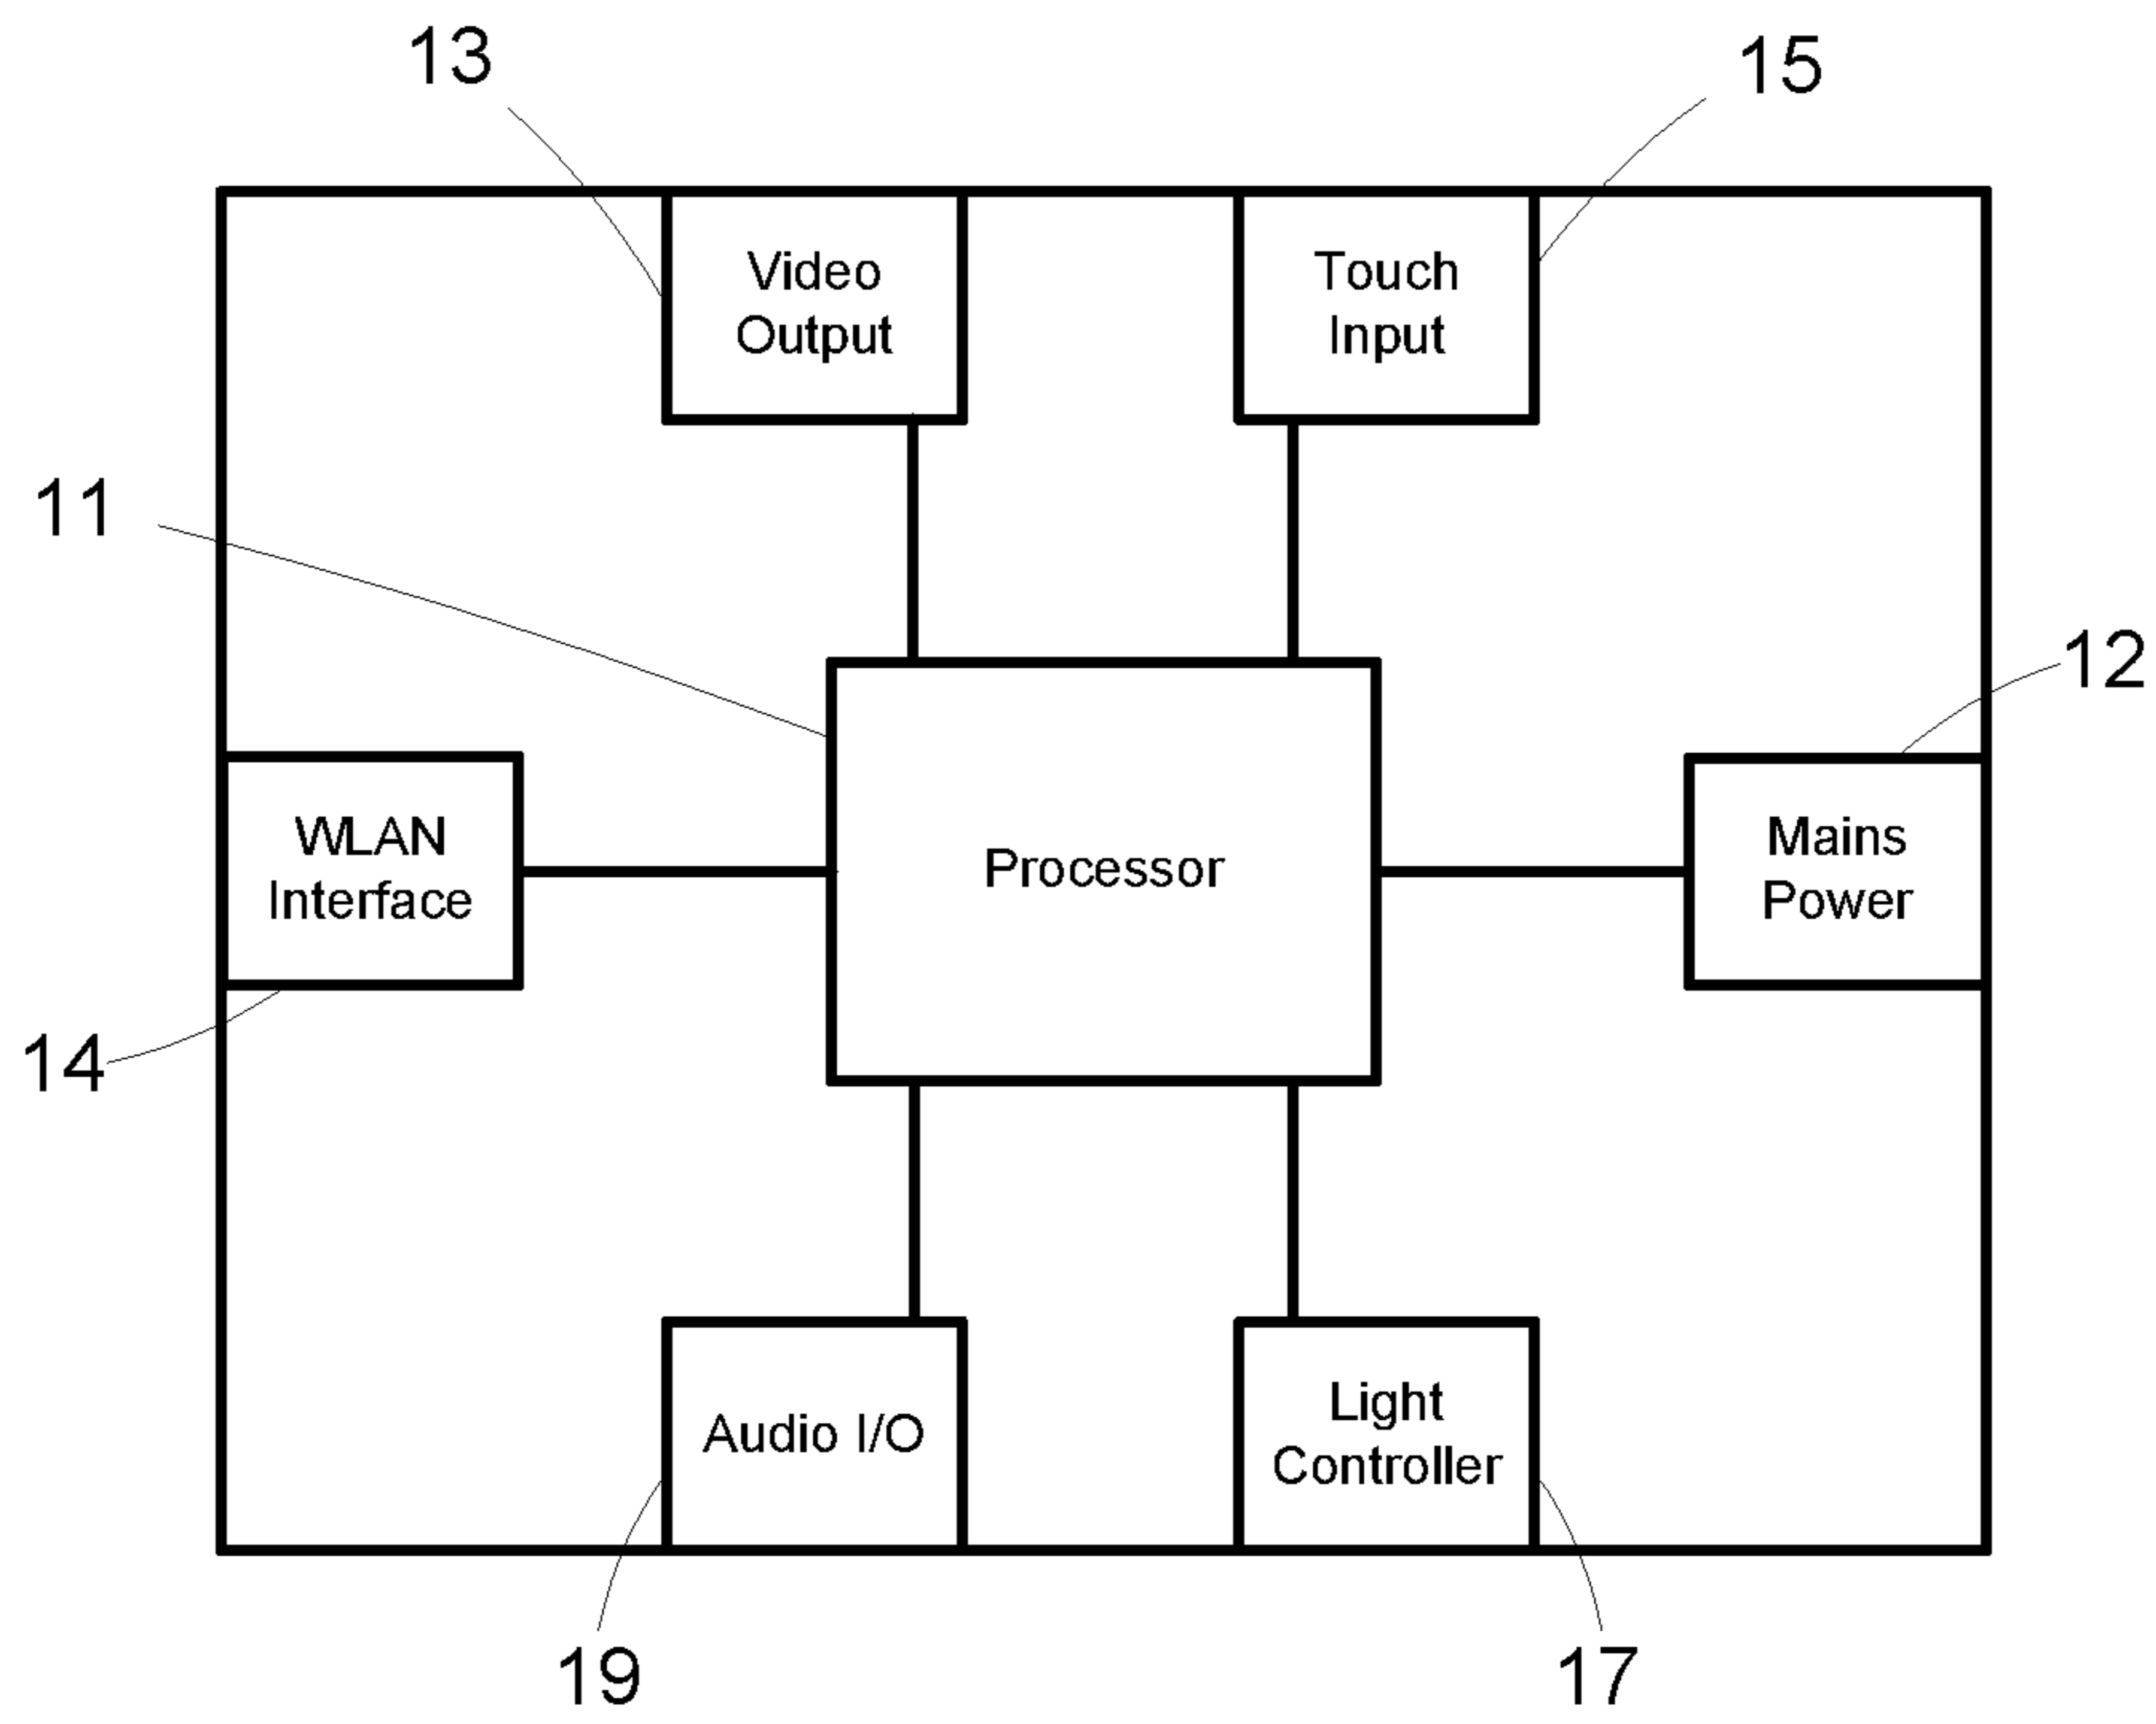 13
15
Video
Output
Touch
Input
11
12
WLAN
Interface
Processor
Mains
Power
14
Audio I/O
Light
Controller
19
17